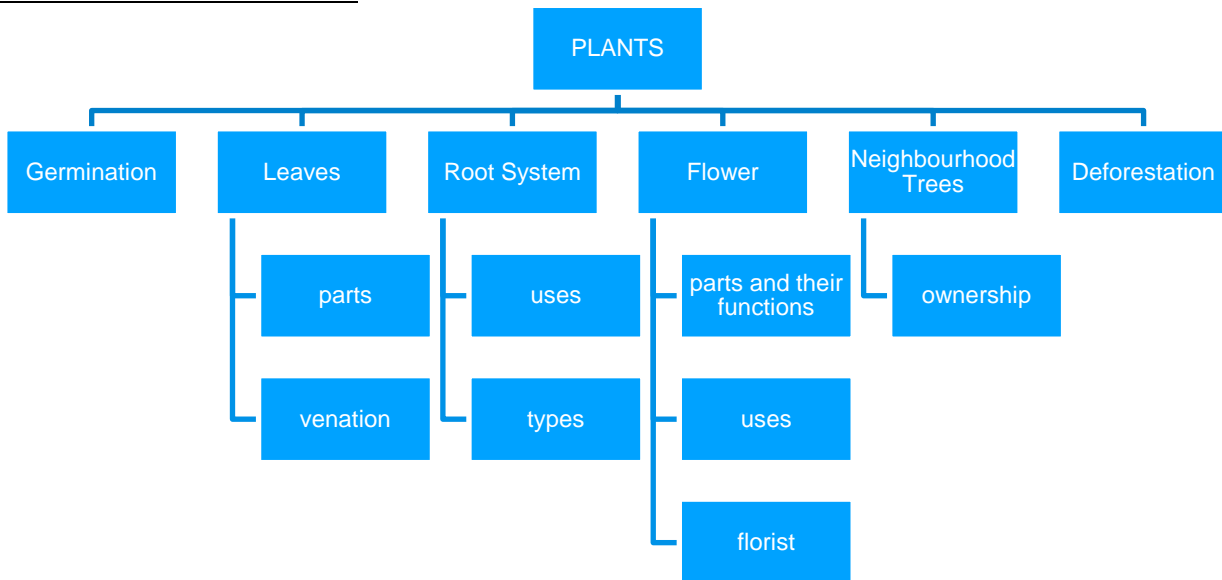 PLANTS
Germination
Leaves
Root System
Flower
Neighbourhood
Trees
Deforestation
parts
uses
parts and their
functions
ownership
venation
types
uses
florist